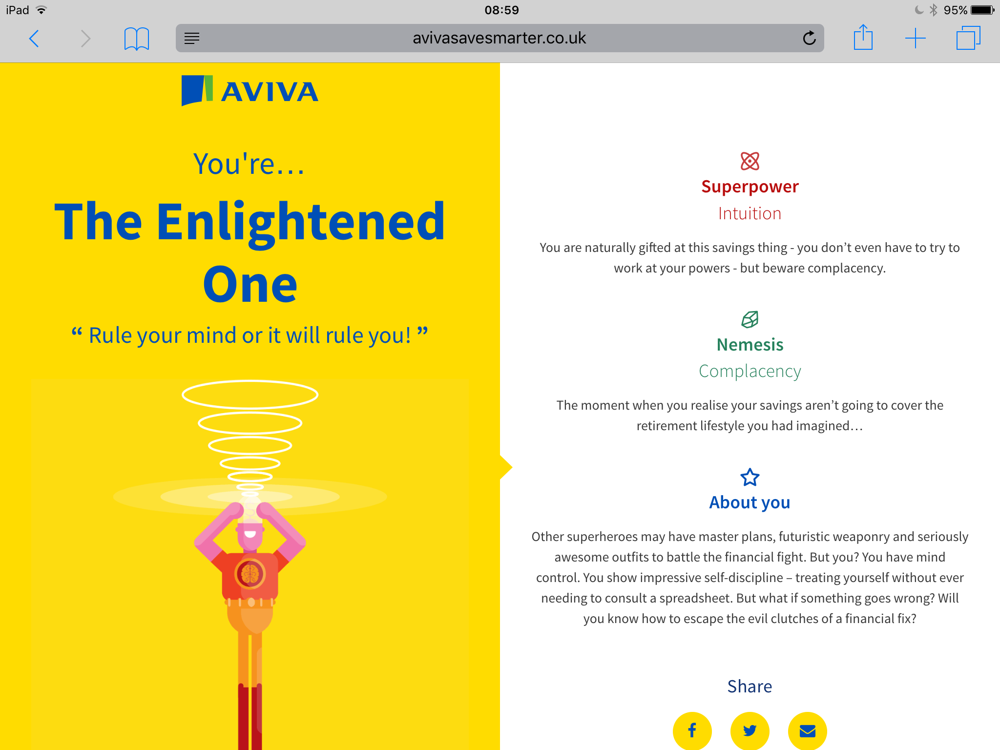 iPad
08:59
95%
avivasavesmarter.co.uk
AVIVA
You're…
The Enlightened
One
“ Rule your mind or it will rule you! ”
Superpower
Intuition
You are naturally gifted at this savings thing - you don’t even have to try to
work at your powers - but beware complacency.
Nemesis
Complacency
The moment when you realise your savings aren’t going to cover the
retirement lifestyle you had imagined…
About you
Other superheroes may have master plans, futuristic weaponry and seriously
awesome outfits to battle the financial fight. But you? You have mind
control. You show impressive self-discipline – treating yourself without ever
needing to consult a spreadsheet. But what if something goes wrong? Will
you know how to escape the evil clutches of a financial fix?
Share